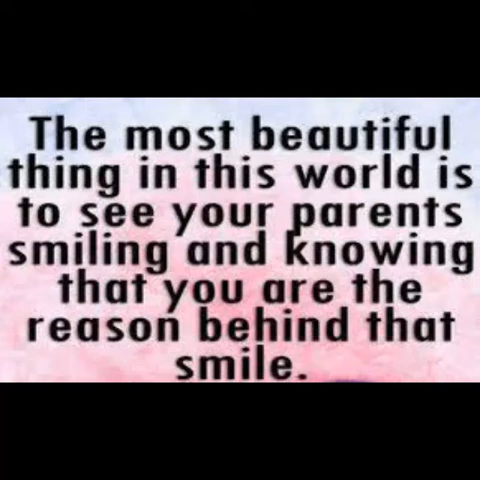 The most beautiful
thing in this world is
to see your parents
smiling and knowing
that you are the
reason behind that
smile.